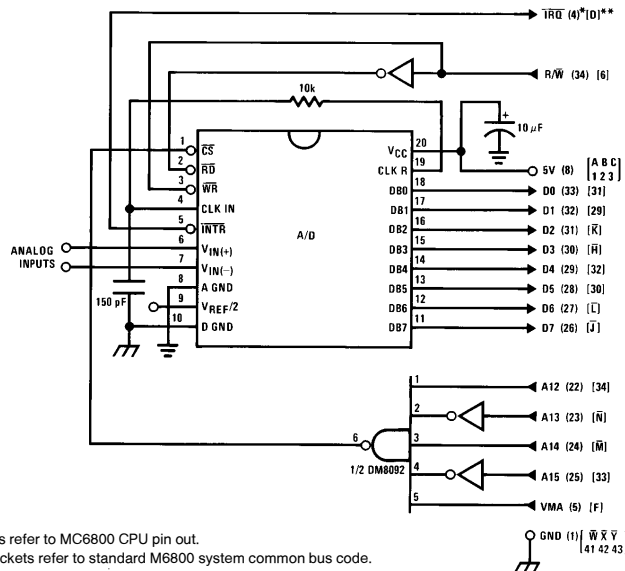 IRQ (4)*[D]**
R/W̅ (34) [6]
10k
10 µF
5V (8) [A B C
1 2 3]
1 C̅S̅
2 R̅D̅
3 W̅R̅
4 CLK IN
5 I̅N̅T̅R̅
6 VIN(+)
7 VIN(−)
8 A GND
9 VREF/2
10 D GND
A/D
VCC 20
CLK R 19
DB0 18
DB1 17
DB2 16
DB3 15
DB4 14
DB5 13
DB6 12
DB7 11
ANALOG
INPUTS
150 pF
D0 (33) [31]
D1 (32) [29]
D2 (31) [K̅]
D3 (30) [H̅]
D4 (29) [32]
D5 (28) [30]
D6 (27) [L̅]
D7 (26) [J̅]
1 A12 (22) [34]
2 A13 (23) [N̅]
3 A14 (24) [M̅]
4 A15 (25) [33]
5 VMA (5) [F]
6
1/2 DM8092
GND (1) [W̅ X̅ Y̅
41 42 43
s refer to MC6800 CPU pin out.
ckets refer to standard M6800 system common bus code.